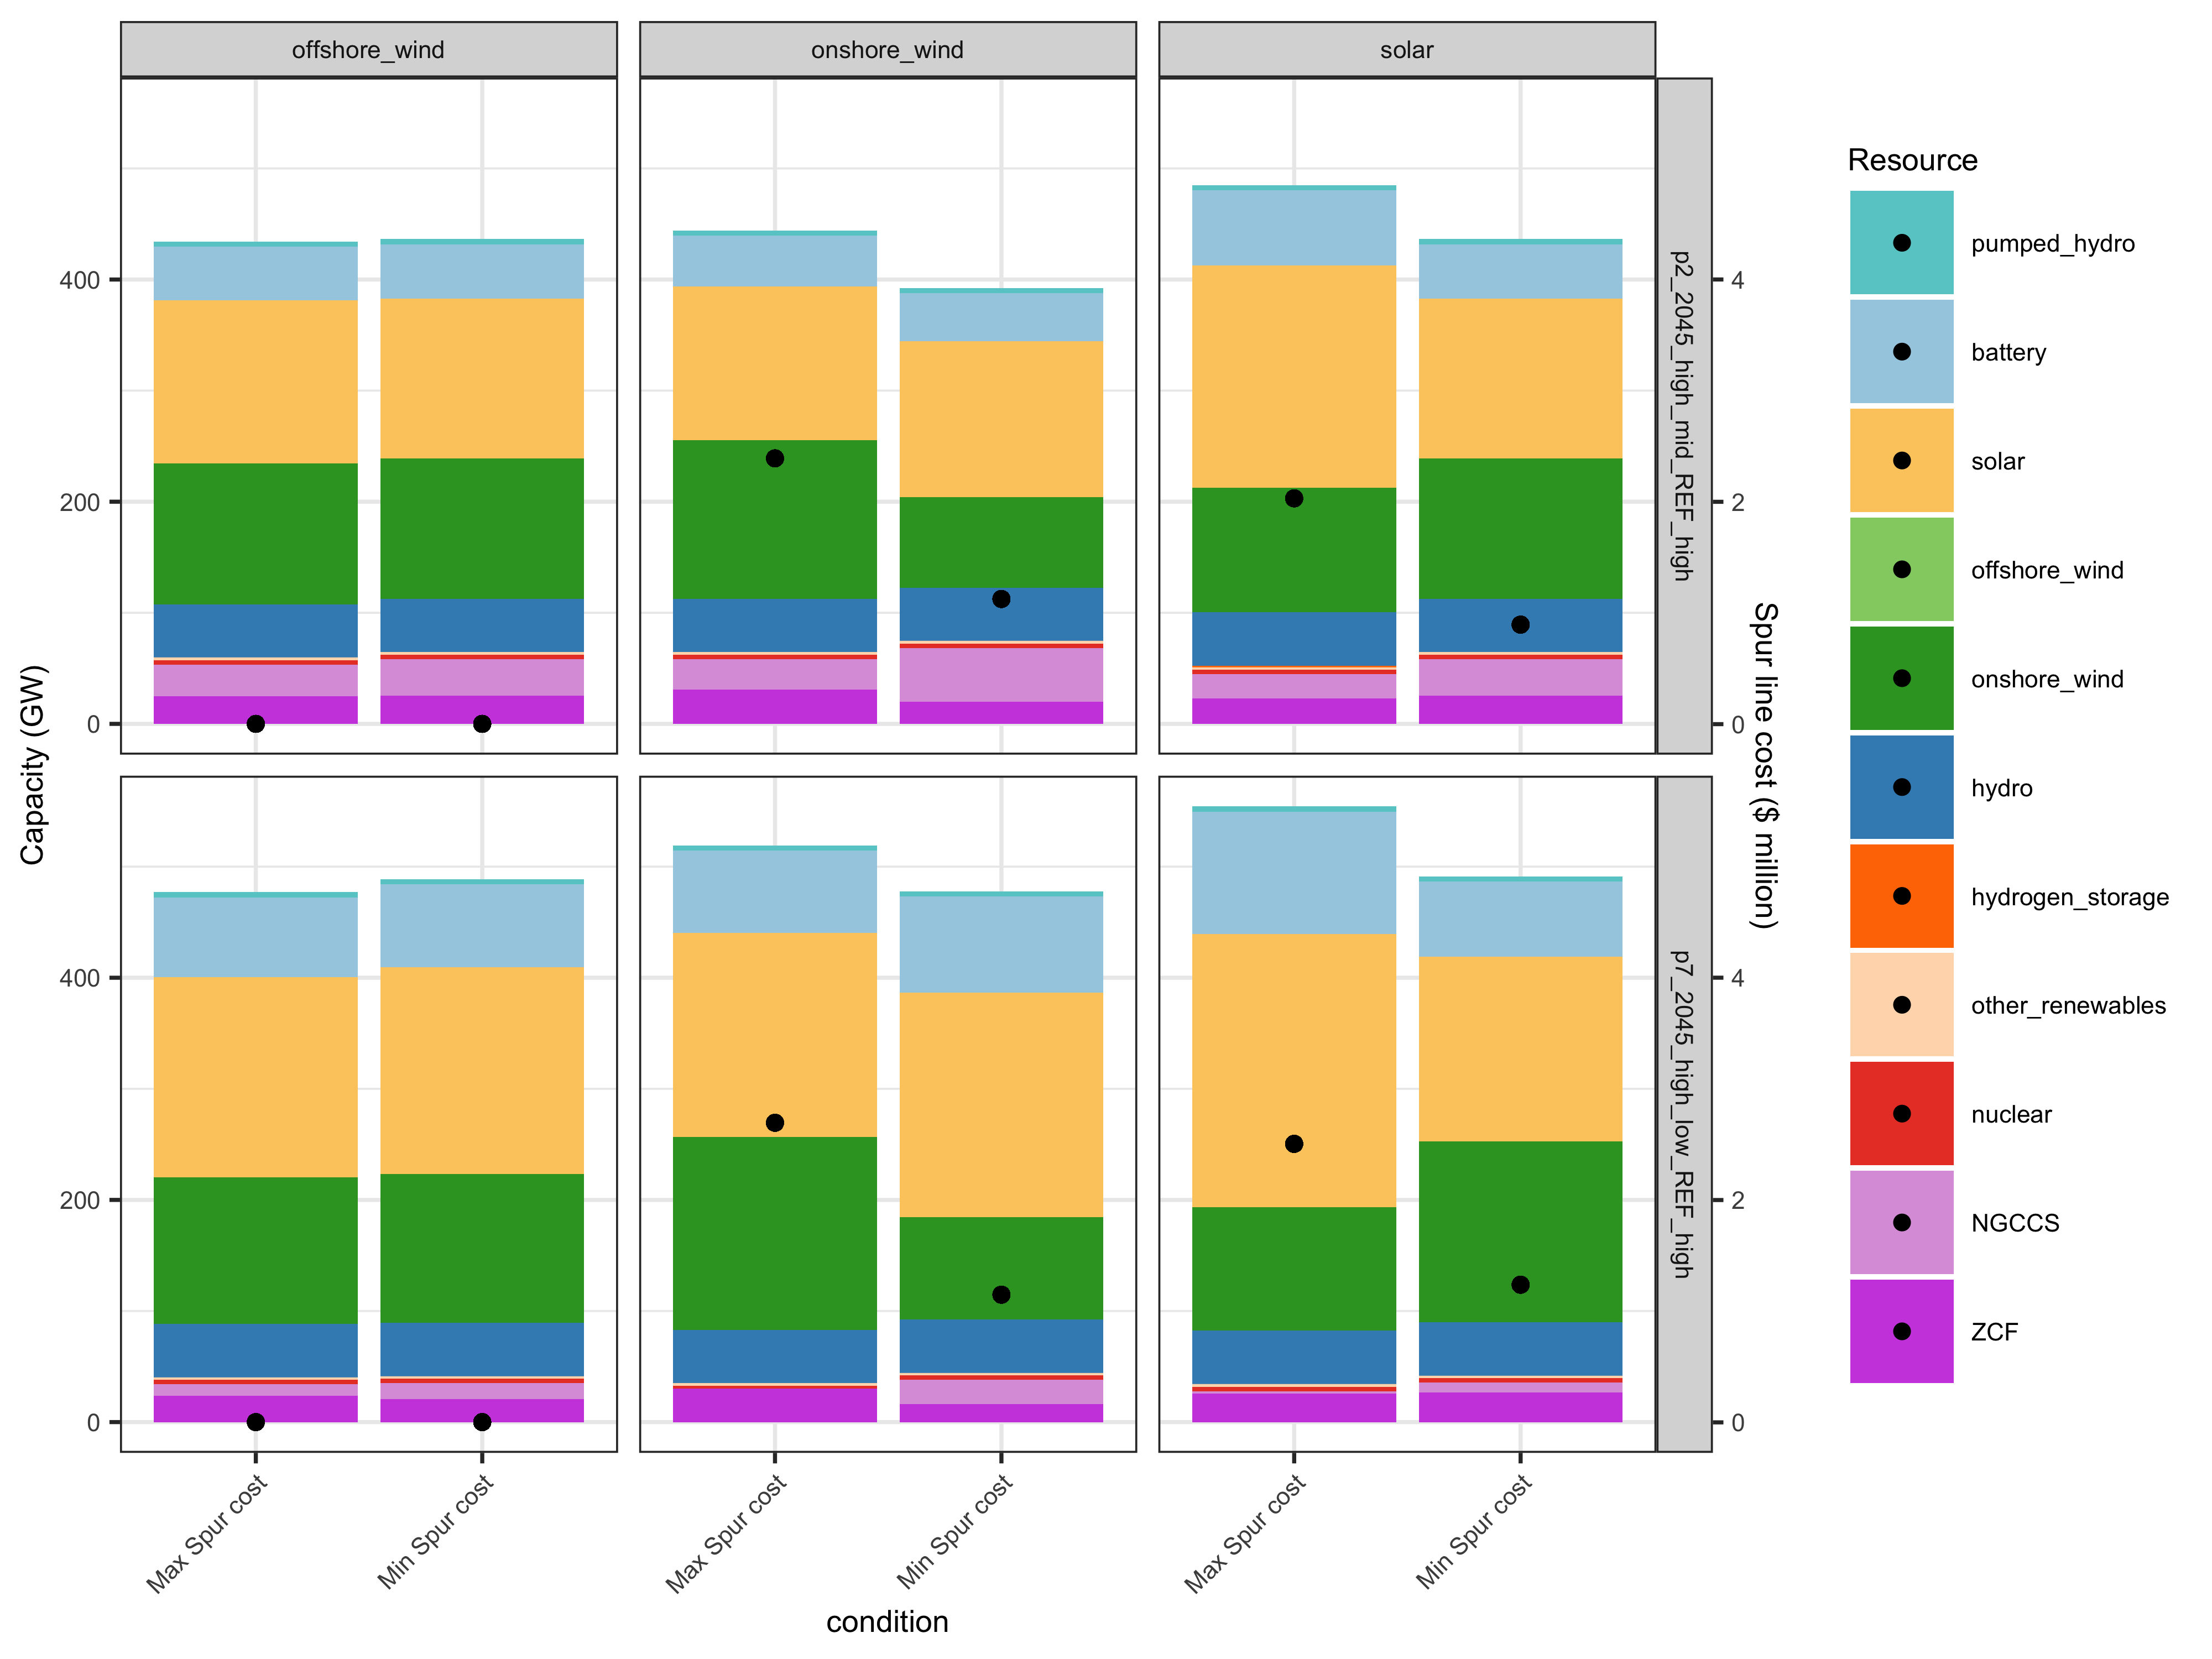 offshore_wind
onshore_wind
solar
400
200
0
4
2
0
p2_2045_high_mid_REF_high
400
200
0
4
2
0
p7_2045_high_low_REF_high
Capacity (GW)
Spur line cost ($ million)
Max Spur cost
Min Spur cost
Max Spur cost
Min Spur cost
Max Spur cost
Min Spur cost
condition
Resource
pumped_hydro
battery
solar
offshore_wind
onshore_wind
hydro
hydrogen_storage
other_renewables
nuclear
NGCCS
ZCF